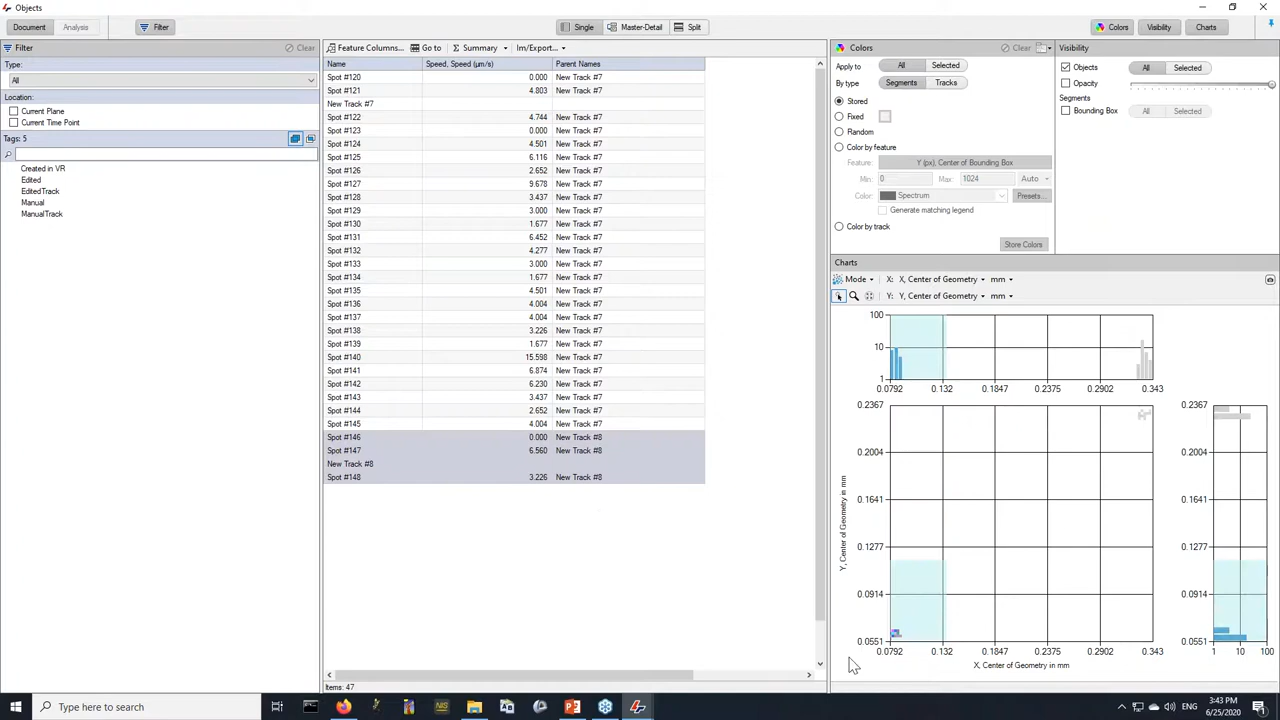 Objects
Document Analysis Filter Single Master-Detail Split Colors Visibility Charts
Filter Clear
Type:
All
Location:
Current Plane
Current Time Point
Tags: 5
Created in VR
Edited
EditedTrack
Manual
ManualTrack
Feature Columns... Go to Summary Im/Export...
Name Speed, Speed (µm/s) Parent Names
Spot #120 0.000 New Track #7
Spot #121 4.803 New Track #7
New Track #7
Spot #122 4.744 New Track #7
Spot #123 0.000 New Track #7
Spot #124 4.501 New Track #7
Spot #125 6.116 New Track #7
Spot #126 2.652 New Track #7
Spot #127 9.678 New Track #7
Spot #128 3.437 New Track #7
Spot #129 3.000 New Track #7
Spot #130 1.677 New Track #7
Spot #131 6.452 New Track #7
Spot #132 4.277 New Track #7
Spot #133 3.000 New Track #7
Spot #134 1.677 New Track #7
Spot #135 4.501 New Track #7
Spot #136 4.004 New Track #7
Spot #137 4.004 New Track #7
Spot #138 3.226 New Track #7
Spot #139 1.677 New Track #7
Spot #140 15.598 New Track #7
Spot #141 6.874 New Track #7
Spot #142 6.230 New Track #7
Spot #143 3.437 New Track #7
Spot #144 2.652 New Track #7
Spot #145 4.004 New Track #7
Spot #146 0.000 New Track #8
Spot #147 6.560 New Track #8
New Track #8
Spot #148 3.226 New Track #8
Items: 47
Colors Clear
Apply to All Selected
By type: Segments Tracks
Stored
Fixed
Random
Color by feature
Feature: Y (px), Center of Bounding Box
Min: 0 Max: 1024 Auto
Color: Spectrum Presets...
Generate matching legend
Color by track
Store Colors
Visibility
Objects All Selected
Opacity
Segments
Bounding Box All Selected
Charts
Mode X: X, Center of Geometry mm
Y: Y, Center of Geometry mm
100
10
1
0.0792 0.132 0.1847 0.2375 0.2902 0.343
0.2367
0.2004
0.1641
0.1277
0.0914
0.0551
Y, Center of Geometry in mm
0.0792 0.132 0.1847 0.2375 0.2902 0.343
X, Center of Geometry in mm
0.2367
0.2004
0.1641
0.1277
0.0914
0.0551
1 10 100
Type here to search
ENG
3:43 PM
6/25/2020